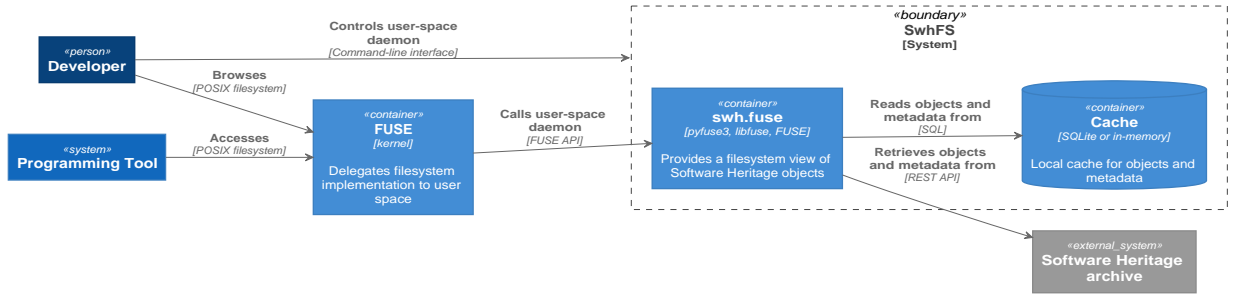 «person»
Developer
Controls user-space
daemon
[Command-line interface]
Browses
[POSIX filesystem]
«system»
Programming Tool
Accesses
[POSIX filesystem]
«container»
FUSE
[kernel]
Delegates filesystem
implementation to user
space
Calls user-space
daemon
[FUSE API]
«boundary»
SwhFS
[System]
«container»
swh.fuse
[pyfuse3, libfuse, FUSE]
Provides a filesystem view of
Software Heritage objects
Reads objects and
metadata from
[SQL]
Retrieves objects
and metadata from
[REST API]
«container»
Cache
[SQLite or in-memory]
Local cache for objects and
metadata
«external_system»
Software Heritage
archive